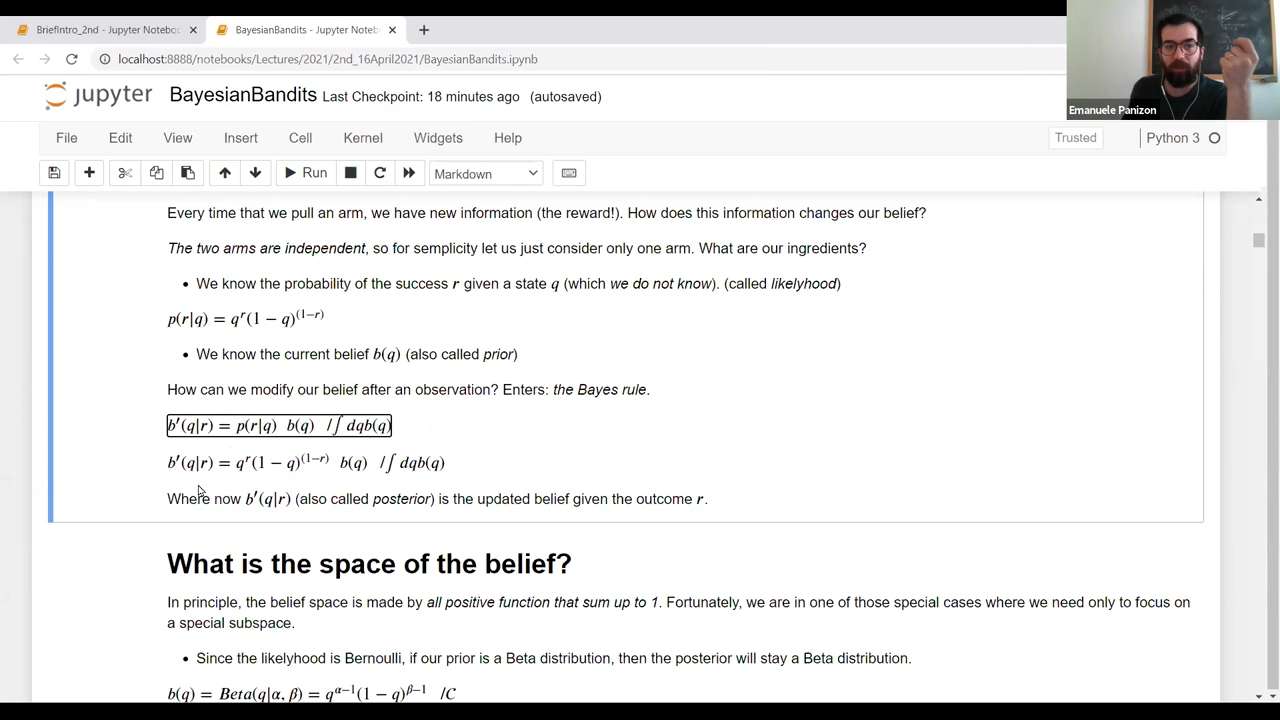 BriefIntro_2nd - Jupyter Noteb
BayesianBandits - Jupyter Noteb
localhost:8888/notebooks/Lectures/2021/2nd_16April2021/BayesianBandits.ipynb
Emanuele Panizon
jupyter BayesianBandits Last Checkpoint: 18 minutes ago (autosaved)
File Edit View Insert Cell Kernel Widgets Help Trusted Python 3
Run Markdown
Every time that we pull an arm, we have new information (the reward!). How does this information changes our belief?
The two arms are independent, so for semplicity let us just consider only one arm. What are our ingredients?
• We know the probability of the success r given a state q (which we do not know). (called likelyhood)
p(r|q) = q^r(1 − q)^(1−r)
• We know the current belief b(q) (also called prior)
How can we modify our belief after an observation? Enters: the Bayes rule.
b′(q|r) = p(r|q) b(q) /∫ dqb(q)
b′(q|r) = q^r(1 − q)^(1−r) b(q) /∫ dqb(q)
Where now b′(q|r) (also called posterior) is the updated belief given the outcome r.
What is the space of the belief?
In principle, the belief space is made by all positive function that sum up to 1. Fortunately, we are in one of those special cases where we need only to focus on
a special subspace.
• Since the likelyhood is Bernoulli, if our prior is a Beta distribution, then the posterior will stay a Beta distribution.
b(q) = Beta(q|α, β) = q^α−1(1 − q)^β−1 /C